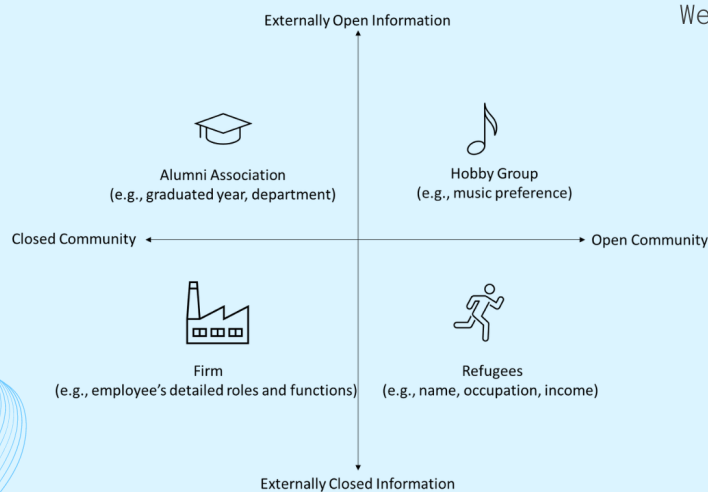 We
Externally Open Information
Alumni Association
(e.g., graduated year, department)
Hobby Group
(e.g., music preference)
Closed Community
Open Community
Firm
(e.g., employee’s detailed roles and functions)
Refugees
(e.g., name, occupation, income)
Externally Closed Information